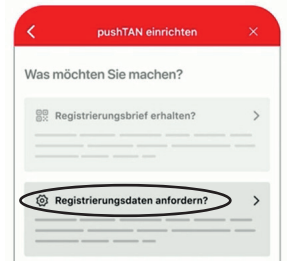 pushTAN einrichten
Was möchten Sie machen?
Registrierungsbrief erhalten?
Registrierungsdaten anfordern?